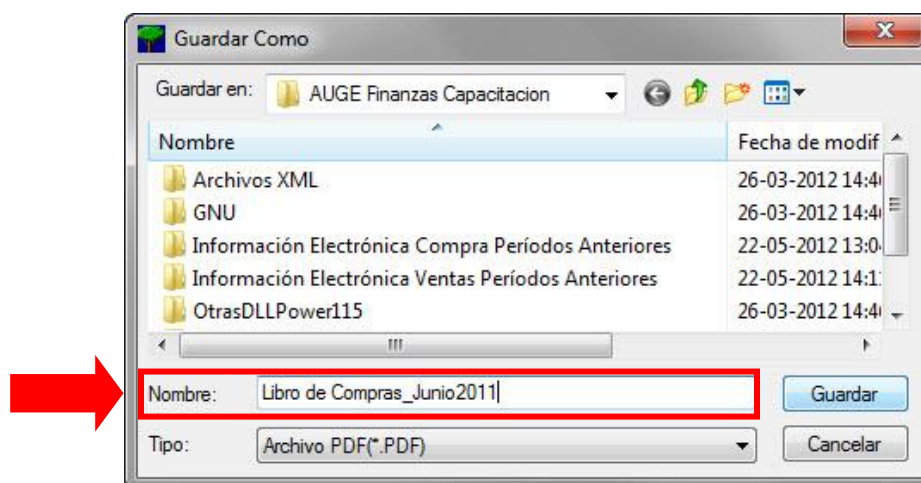 Guardar Como
Guardar en: AUGE Finanzas Capacitacion
Nombre Fecha de modif
Archivos XML 26-03-2012 14:4
GNU 26-03-2012 14:4
Información Electrónica Compra Períodos Anteriores 22-05-2012 13:0
Información Electrónica Ventas Períodos Anteriores 22-05-2012 14:1
OtrasDLLPower115 26-03-2012 14:4
Nombre: Libro de Compras_Junio2011 Guardar
Tipo: Archivo PDF(*.PDF) Cancelar